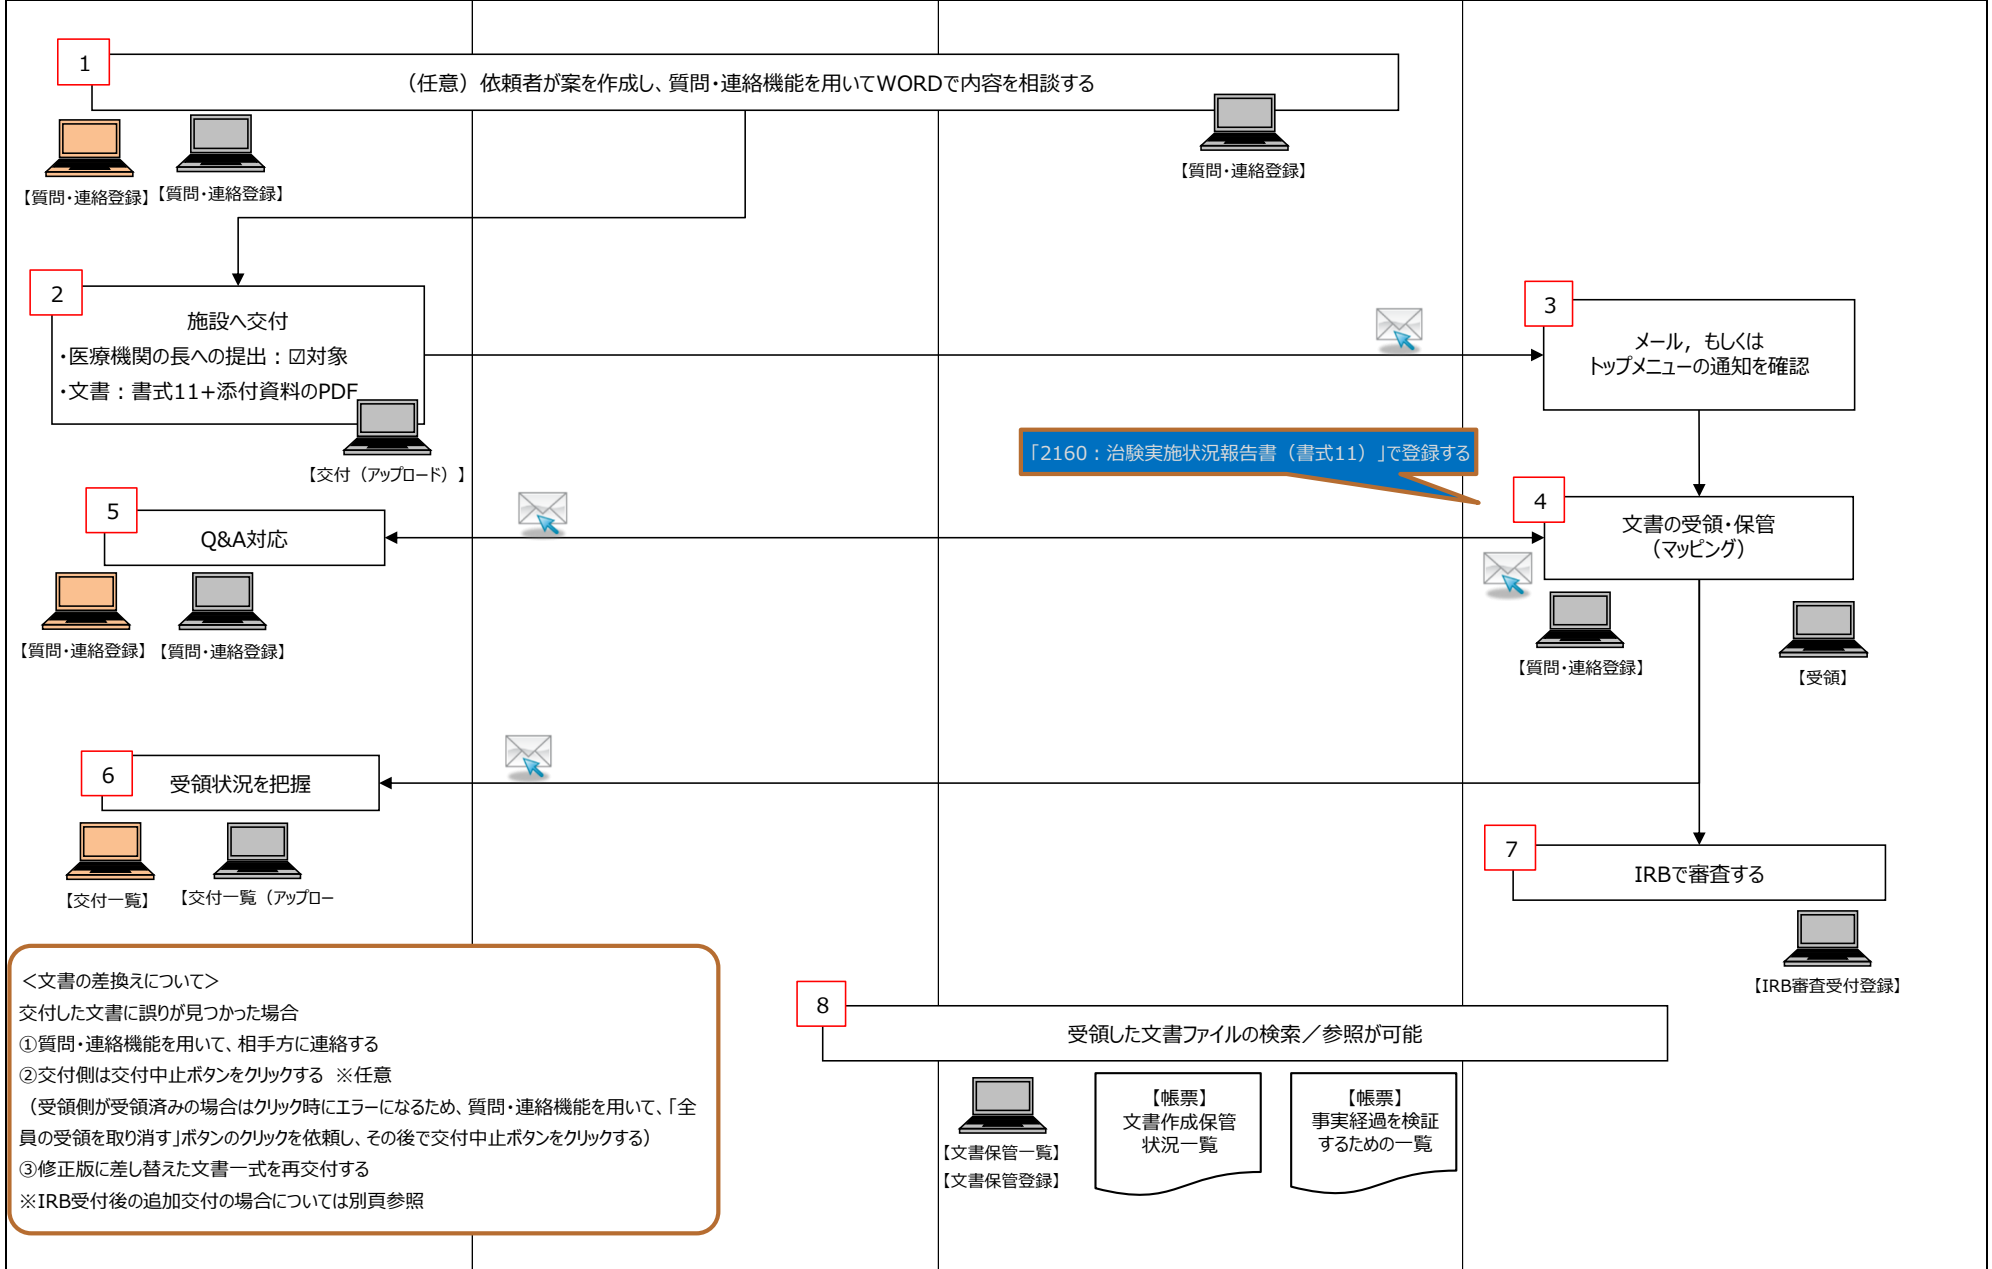 1
（任意）依頼者が案を作成し、質問・連絡機能を用いてWORDで内容を相談する
【質問・連絡登録】
【質問・連絡登録】
【質問・連絡登録】
2
施設へ交付
・医療機関の長への提出：☑対象
・文書：書式11+添付資料のPDF
【交付（アップロード）】
3
メール，もしくは
トップメニューの通知を確認
「2160：治験実施状況報告書（書式11）」で登録する
4
文書の受領・保管
（マッピング）
【質問・連絡登録】
【受領】
5
Q&A対応
【質問・連絡登録】
【質問・連絡登録】
6
受領状況を把握
【交付一覧】
【交付一覧（アップロー
7
IRBで審査する
【IRB審査受付登録】
＜文書の差換えについて＞
交付した文書に誤りが見つかった場合
①質問・連絡機能を用いて、相手方に連絡する
②交付側は交付中止ボタンをクリックする ※任意
（受領側が受領済みの場合はクリック時にエラーになるため、質問・連絡機能を用いて、「全
員の受領を取り消す」ボタンのクリックを依頼し、その後で交付中止ボタンをクリックする）
③修正版に差し替えた文書一式を再交付する
※IRB受付後の追加交付の場合については別頁参照
8
受領した文書ファイルの検索／参照が可能
【文書保管一覧】
【文書保管登録】
【帳票】
文書作成保管
状況一覧
【帳票】
事実経過を検証
するための一覧